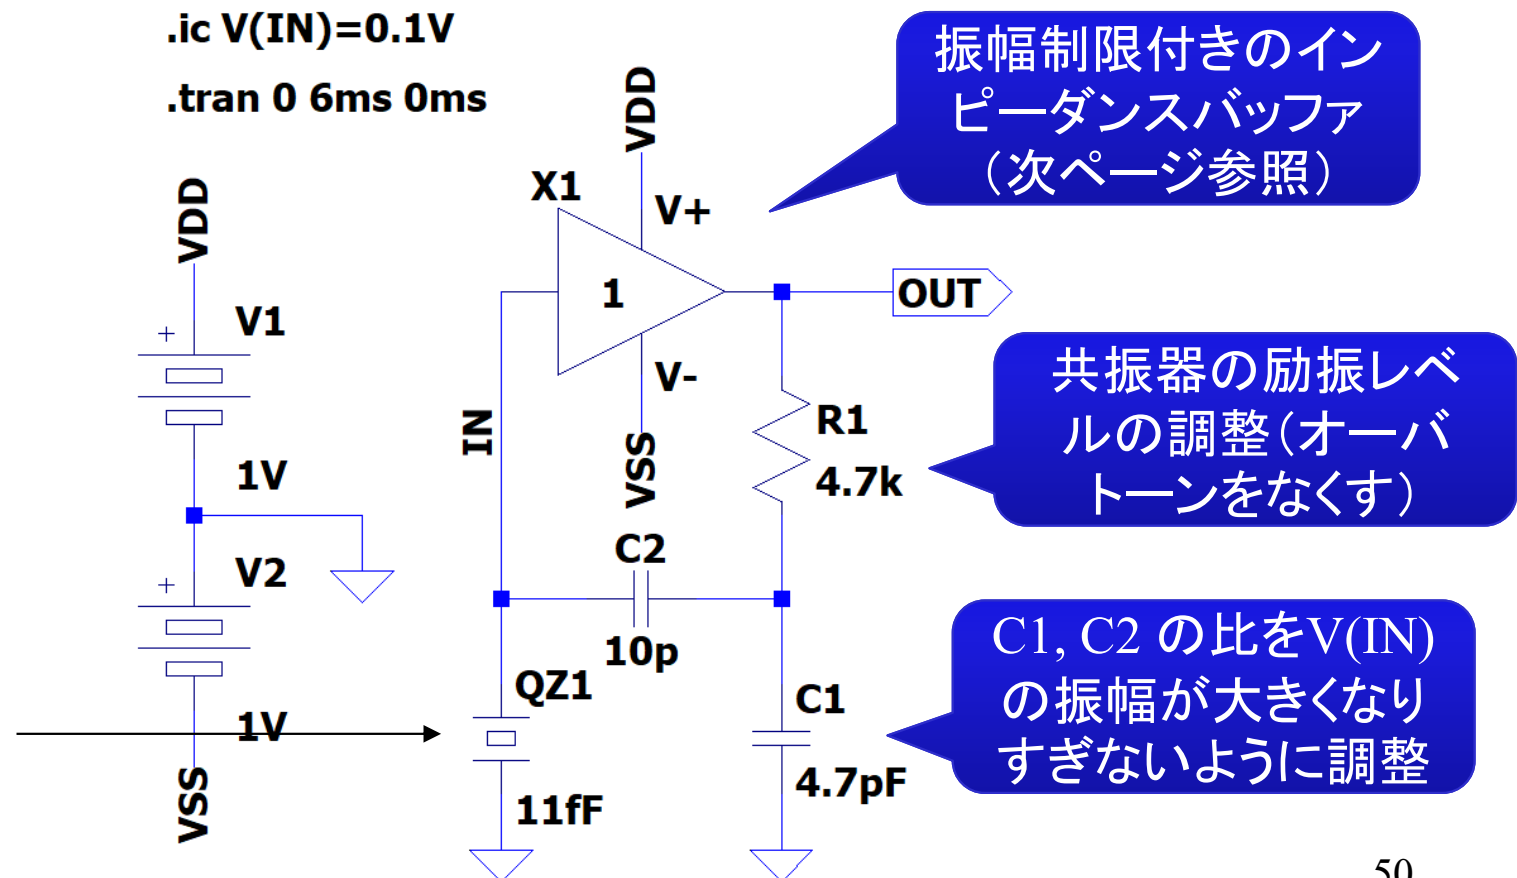 .ic V(IN)=0.1V
.tran 0 6ms 0ms
振幅制限付きのイン
ピーダンスバッファ
（次ページ参照）
VDD
X1
V+
VDD
V1
1
OUT
V-
1V
IN
VSS
R1
4.7k
共振器の励振レベ
ルの調整（オーバ
トーンをなくす）
C2
10p
V2
1V
VSS
QZ1
11fF
C1
4.7pF
C1, C2 の比をV(IN)
の振幅が大きくなり
すぎないように調整
50